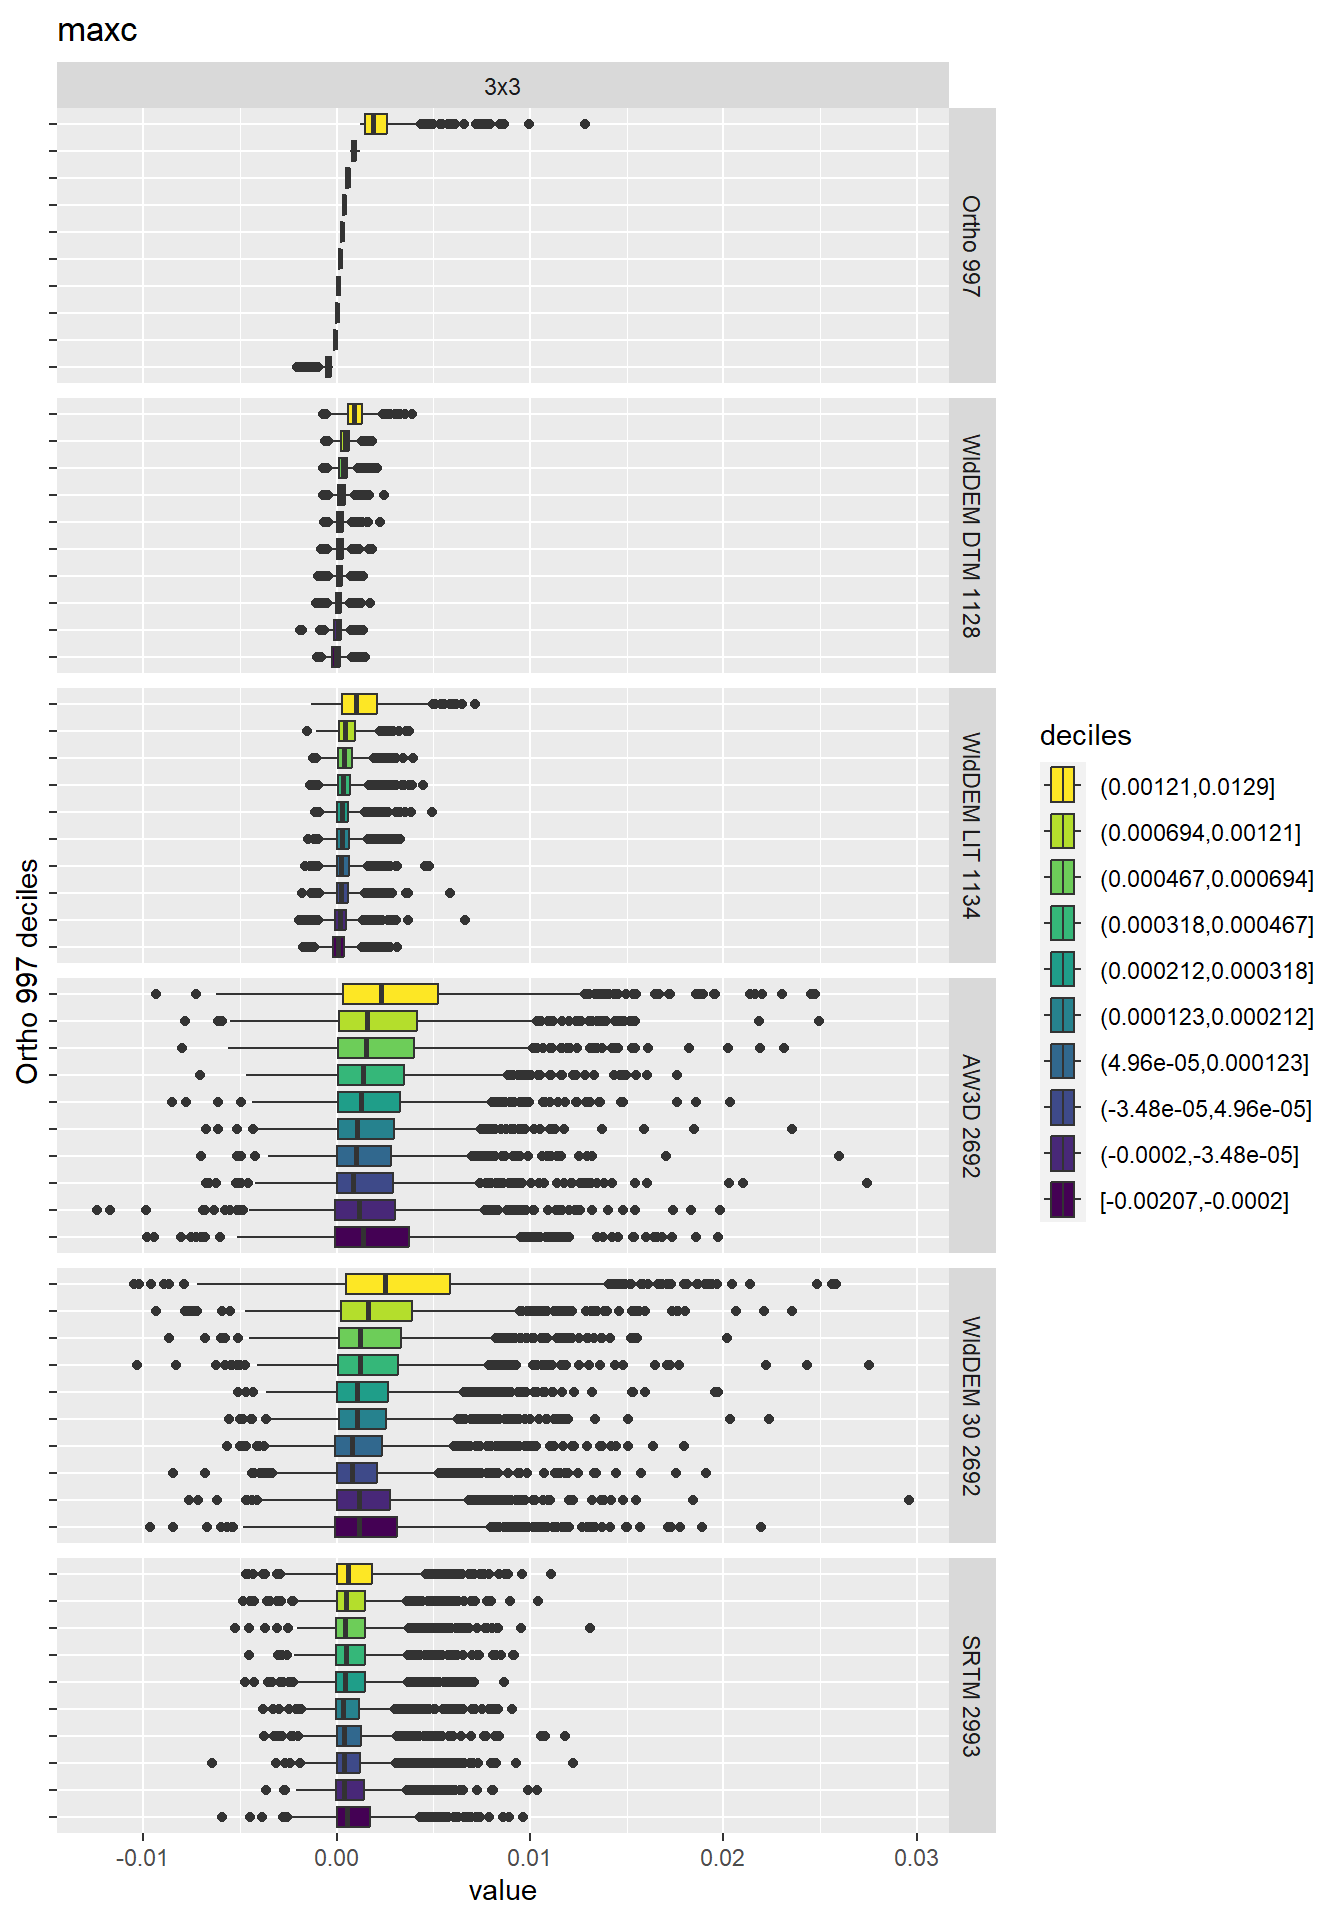 maxc
3x3
Ortho 997
WldDEM DTM 1128
WldDEM LIT 1134
AW3D 2692
WldDEM 30 2692
SRTM 2993
Ortho 997 deciles
-0.01
0.00
0.01
0.02
0.03
value
deciles
(0.00121,0.0129]
(0.000694,0.00121]
(0.000467,0.000694]
(0.000318,0.000467]
(0.000212,0.000318]
(0.000123,0.000212]
(4.96e-05,0.000123]
(-3.48e-05,4.96e-05]
(-0.0002,-3.48e-05]
[-0.00207,-0.0002]